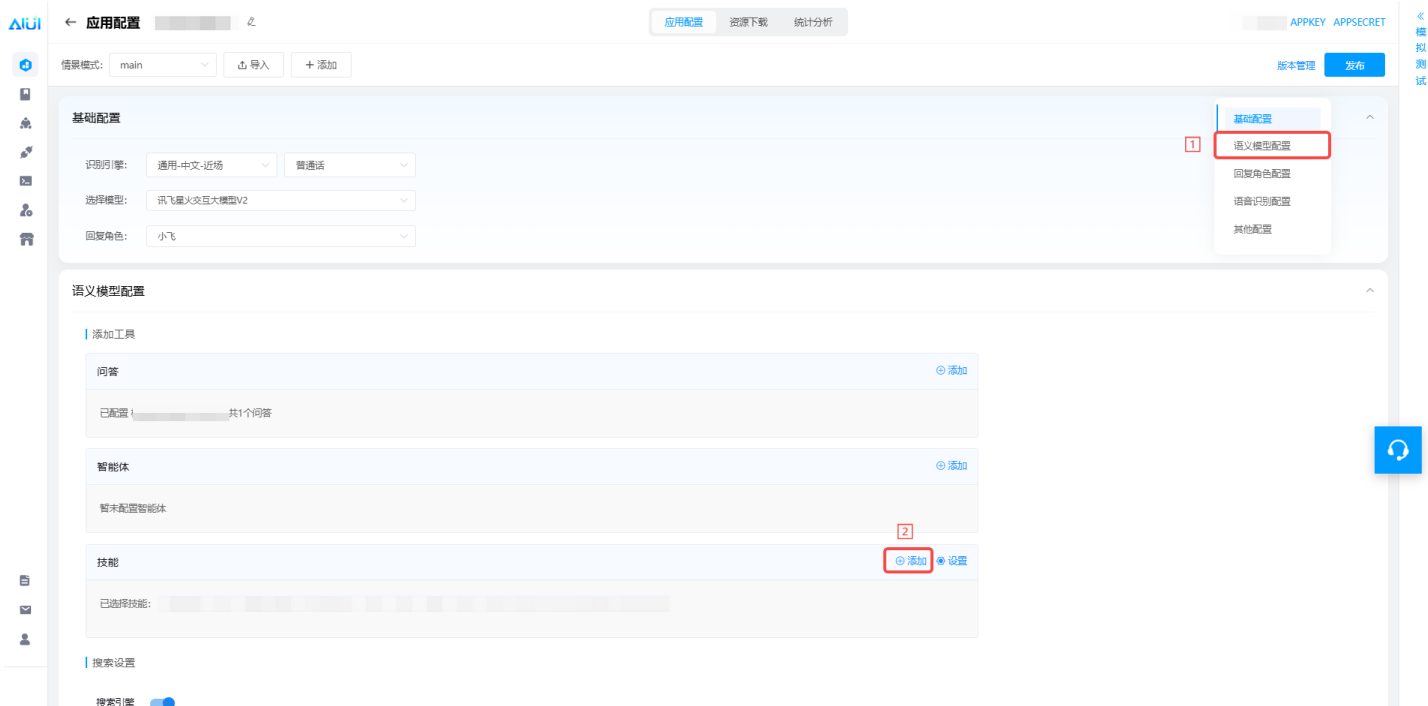 AIUI
应用配置
应用配置 资源下载 统计分析
APPKEY APPSECRET
模拟测试
情景模式: main 导入 添加
版本管理 发布
基础配置
基础配置
1 语义模型配置
回复角色配置
语音识别配置
其他配置
识别引擎: 通用-中文-近场 普通话
选择模型: 讯飞星火交互大模型V2
回复角色: 小飞
语义模型配置
添加工具
问答 添加
已配置 共1个问答
智能体 添加
暂未配置智能体
2
技能 添加 设置
已选择技能:
搜索设置
搜索引擎